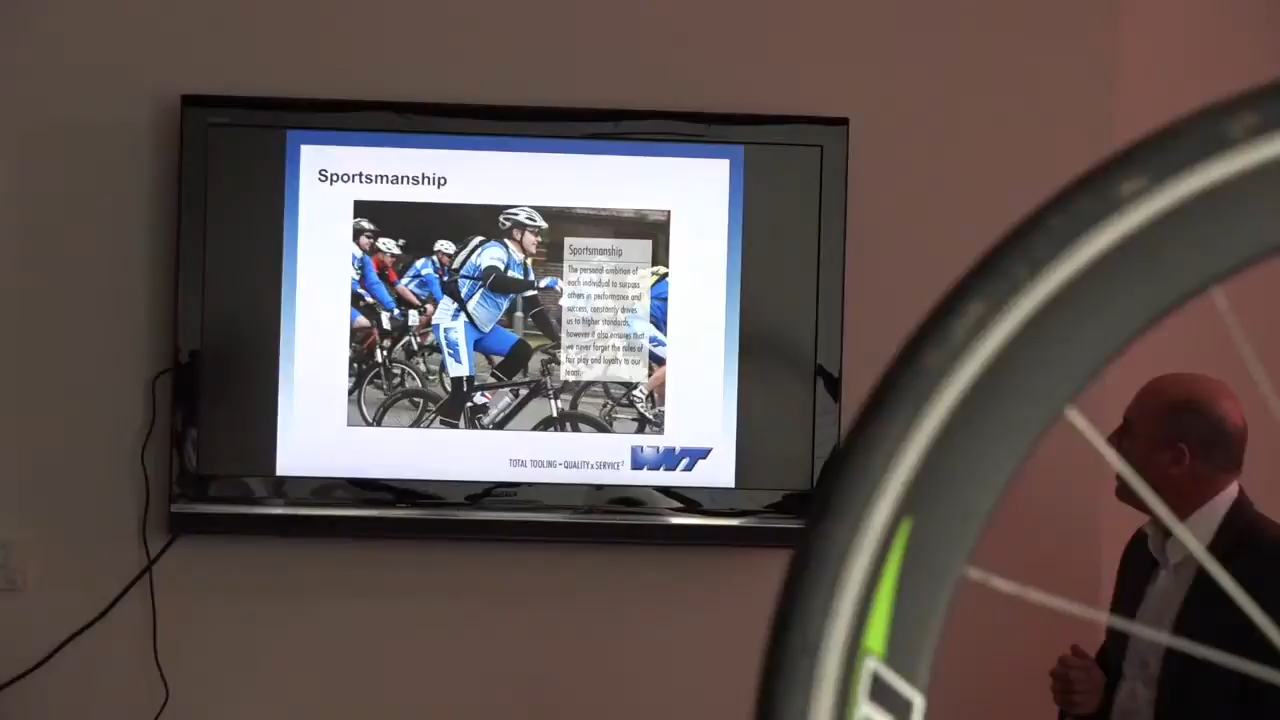 Sportsmanship
Sportsmanship
The personal ambition of
each individual to surpass
others in performance and
success, constantly drives
us to higher standards,
however it also ensures that
we never forget the rules of
fair play and loyalty to our
team.
TOTAL TOOLING = QUALITY x SERVICE²
WNT